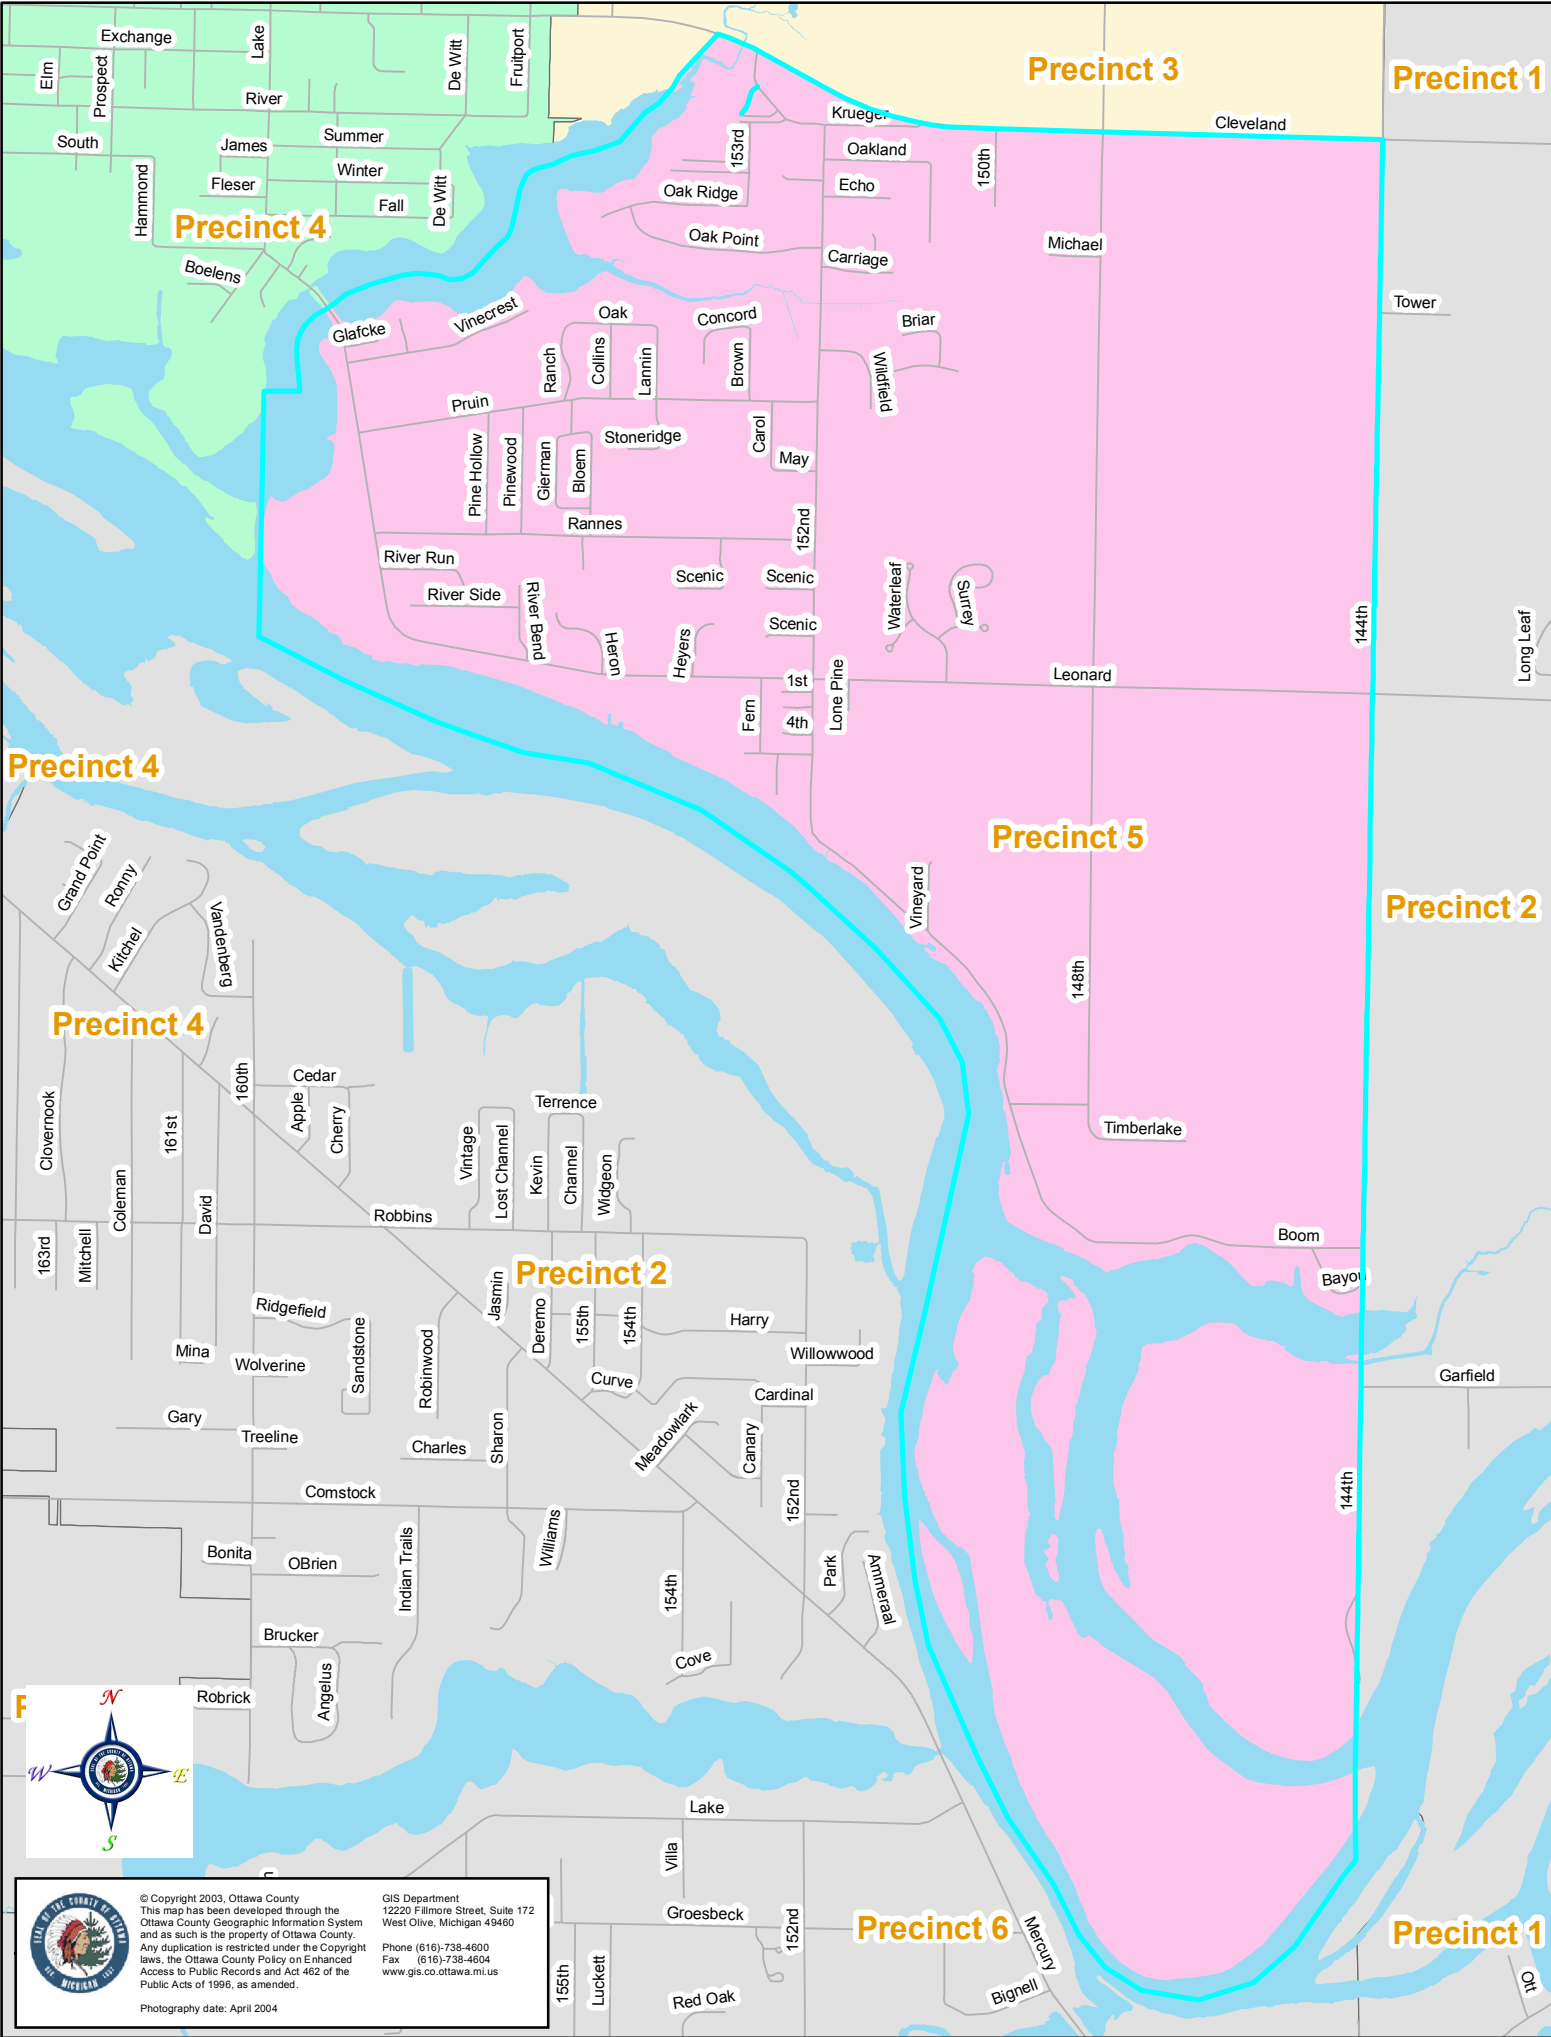 Exchange
Lake
De Witt
Fruitport
Elm
Prospect
River
South
James
Summer
Winter
Hammond
Fleser
Fall
De Witt
Precinct 4
Boelens
Precinct 3
Precinct 1
Krueger
Cleveland
153rd
Oakland
150th
Echo
Oak Ridge
Oak Point
Carriage
Michael
Tower
Glafcke
Vinecrest
Oak
Concord
Briar
Ranch
Collins
Lannin
Brown
Wildfield
Pruin
Stoneridge
Carol
May
Pine Hollow
Pinewood
Gierman
Bloem
Rannes
152nd
River Run
River Side
River Bend
Scenic
Scenic
Scenic
Waterleaf
Surrey
144th
Long Leaf
Heron
Heyers
1st
Lone Pine
Leonard
Fern
4th
Precinct 4
Precinct 5
Grand Point
Ronny
Kitchel
Vandenberg
Vineyard
Precinct 2
148th
Precinct 4
160th
Cedar
Apple
Cherry
Clovernook
161st
Coleman
David
Terrence
Vintage
Lost Channel
Kevin
Channel
Widgeon
Timberlake
Robbins
163rd
Mitchell
Boom
Bayou
Precinct 2
Jasmin
Ridgefield
Deremo
155th
154th
Harry
Mina
Wolverine
Sandstone
Robinwood
Willowwood
Curve
Cardinal
Garfield
Gary
Treeline
Charles
Sharon
Meadowlark
Canary
Comstock
152nd
144th
Bonita
OBrien
Indian Trails
Williams
154th
Park
Ammeraal
Brucker
Angelus
Cove
Robrick
N
W
E
S
Lake
Villa
Groesbeck
152nd
Precinct 6
Mercury
Precinct 1
155th
Luckett
Red Oak
Bignell
Ott
SEAL OF THE COUNTY OF OTTAWA
MICHIGAN
© Copyright 2003, Ottawa County
This map has been developed through the
Ottawa County Geographic Information System
and as such is the property of Ottawa County.
Any duplication is restricted under the Copyright
laws, the Ottawa County Policy on Enhanced
Access to Public Records and Act 462 of the
Public Acts of 1996, as amended.
Photography date: April 2004
GIS Department
12220 Fillmore Street, Suite 172
West Olive, Michigan 49460
Phone (616)-738-4600
Fax (616)-738-4604
www.gis.co.ottawa.mi.us